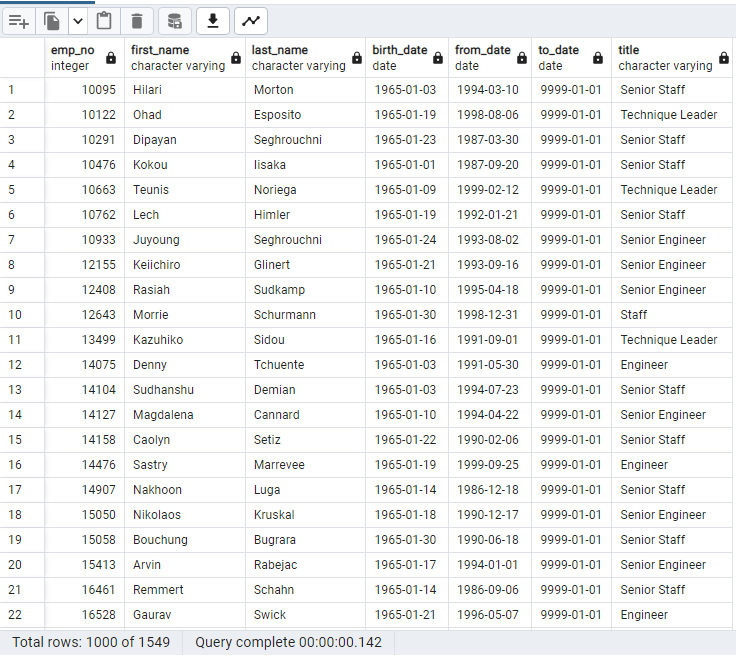 emp_no first_name last_name birth_date from_date to_date title
integer character varying character varying date date date character varying
1 10095 Hilari Morton 1965-01-03 1994-03-10 9999-01-01 Senior Staff
2 10122 Ohad Esposito 1965-01-19 1998-08-06 9999-01-01 Technique Leader
3 10291 Dipayan Seghrouchni 1965-01-23 1987-03-30 9999-01-01 Senior Staff
4 10476 Kokou Iisaka 1965-01-01 1987-09-20 9999-01-01 Senior Staff
5 10663 Teunis Noriega 1965-01-09 1999-02-12 9999-01-01 Technique Leader
6 10762 Lech Himler 1965-01-19 1992-01-21 9999-01-01 Senior Staff
7 10933 Juyoung Seghrouchni 1965-01-24 1993-08-02 9999-01-01 Senior Engineer
8 12155 Keiichiro Glinert 1965-01-21 1993-09-16 9999-01-01 Senior Engineer
9 12408 Rasiah Sudkamp 1965-01-10 1995-04-18 9999-01-01 Senior Engineer
10 12643 Morrie Schurmann 1965-01-30 1998-12-31 9999-01-01 Staff
11 13499 Kazuhiko Sidou 1965-01-16 1991-09-01 9999-01-01 Technique Leader
12 14075 Denny Tchuente 1965-01-03 1991-05-30 9999-01-01 Engineer
13 14104 Sudhanshu Demian 1965-01-03 1994-07-23 9999-01-01 Senior Staff
14 14127 Magdalena Cannard 1965-01-10 1994-04-22 9999-01-01 Senior Engineer
15 14158 Caolyn Setiz 1965-01-22 1990-02-06 9999-01-01 Senior Staff
16 14476 Sastry Marrevee 1965-01-19 1999-09-25 9999-01-01 Engineer
17 14907 Nakhoon Luga 1965-01-14 1986-12-18 9999-01-01 Senior Staff
18 15050 Nikolaos Kruskal 1965-01-18 1990-12-17 9999-01-01 Senior Engineer
19 15058 Bouchung Bugrara 1965-01-30 1990-06-18 9999-01-01 Senior Staff
20 15413 Arvin Rabejac 1965-01-17 1994-01-01 9999-01-01 Senior Engineer
21 16461 Remmert Schahn 1965-01-14 1986-09-06 9999-01-01 Senior Staff
22 16528 Gaurav Swick 1965-01-21 1996-05-07 9999-01-01 Engineer
Total rows: 1000 of 1549 Query complete 00:00:00.142